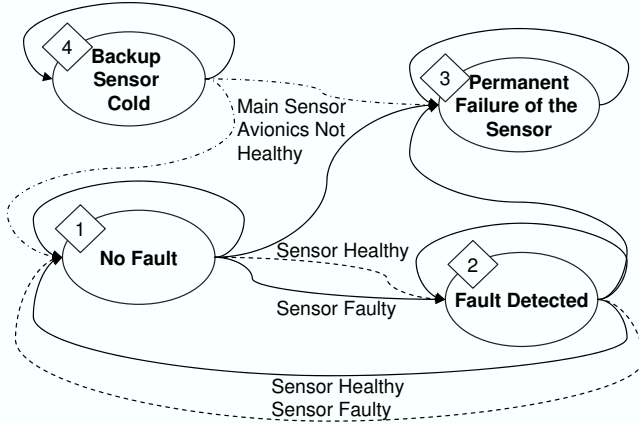 4
Backup
Sensor
Cold
3
Permanent
Failure of the
Sensor
Main Sensor
Avionics Not
Healthy
1
No Fault
Sensor Healthy
2
Fault Detected
Sensor Faulty
Sensor Healthy
Sensor Faulty